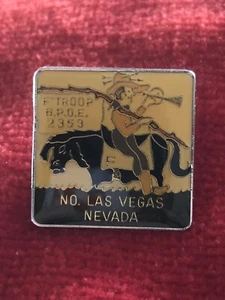 "F" TROOP
B.P.O.E.
2353
NO. LAS VEGAS
NEVADA